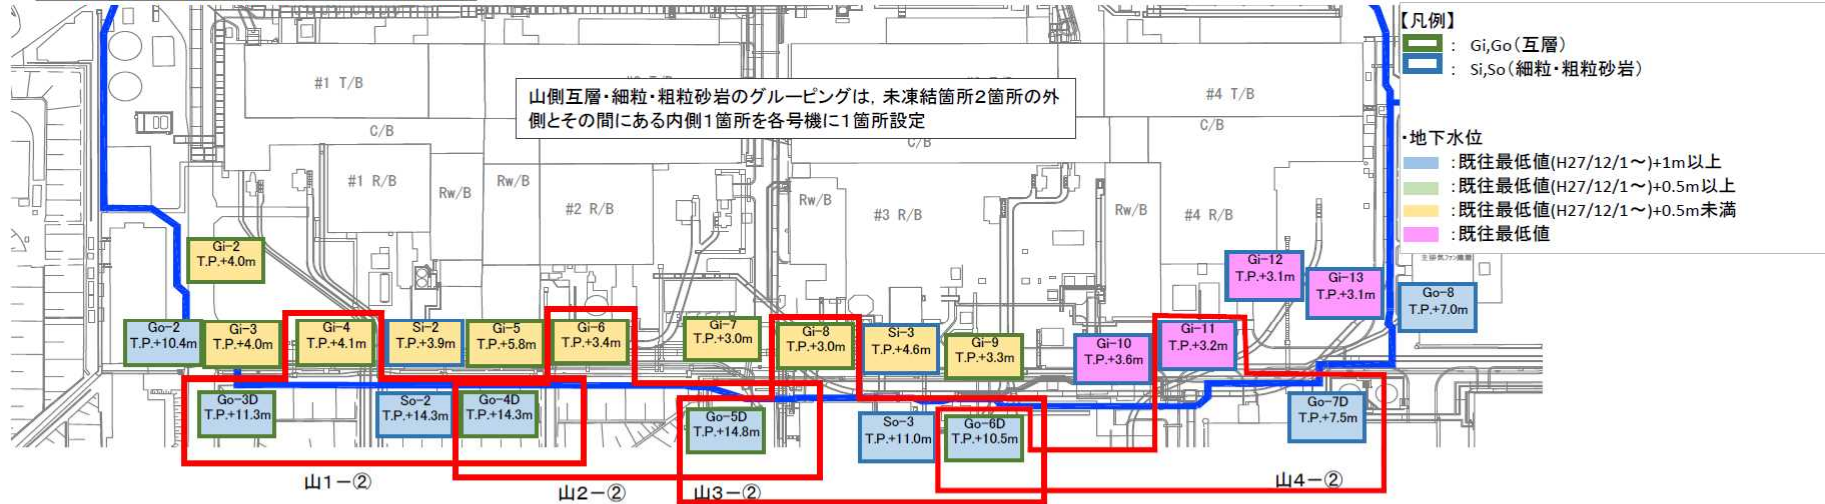 【凡例】
： Gi,Go（互層）
： Si,So（細粒・粗粒砂岩）
・地下水位
：既往最低値(H27/12/1～)+1m以上
：既往最低値(H27/12/1～)+0.5m以上
：既往最低値(H27/12/1～)+0.5m未満
：既往最低値
#1 T/B
#4 T/B
山側互層・細粒・粗粒砂岩のグルーピングは，未凍結箇所２箇所の外
側とその間にある内側１箇所を各号機に１箇所設定
C/B
C/B
C/B
#1 R/B
Rw/B
Rw/B
#2 R/B
Rw/B
#3 R/B
Rw/B
#4 R/B
Gi-2
T.P.+4.0m
Gi-12
T.P.+3.1m
Gi-13
T.P.+3.1m
Go-8
T.P.+7.0m
Go-2
T.P.+10.4m
Gi-3
T.P.+4.0m
Gi-4
T.P.+4.1m
Si-2
T.P.+3.9m
Gi-5
T.P.+5.8m
Gi-6
T.P.+3.4m
Gi-7
T.P.+3.0m
Gi-8
T.P.+3.0m
Si-3
T.P.+4.6m
Gi-9
T.P.+3.3m
Gi-10
T.P.+3.6m
Gi-11
T.P.+3.2m
Go-3D
T.P.+11.3m
So-2
T.P.+14.3m
Go-4D
T.P.+14.3m
Go-5D
T.P.+14.8m
So-3
T.P.+11.0m
Go-6D
T.P.+10.5m
Go-7D
T.P.+7.5m
山１－②
山２－②
山３－②
山４－②